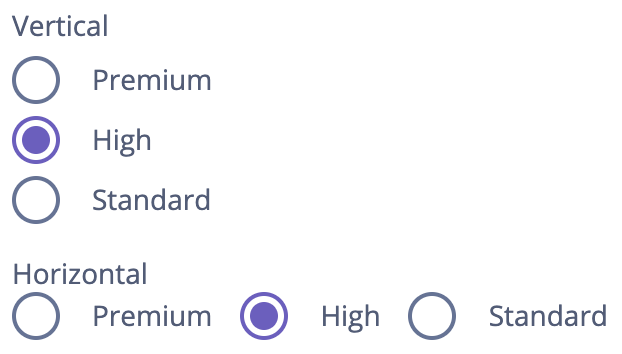 Vertical
Premium
High
Standard
Horizontal
Premium High Standard